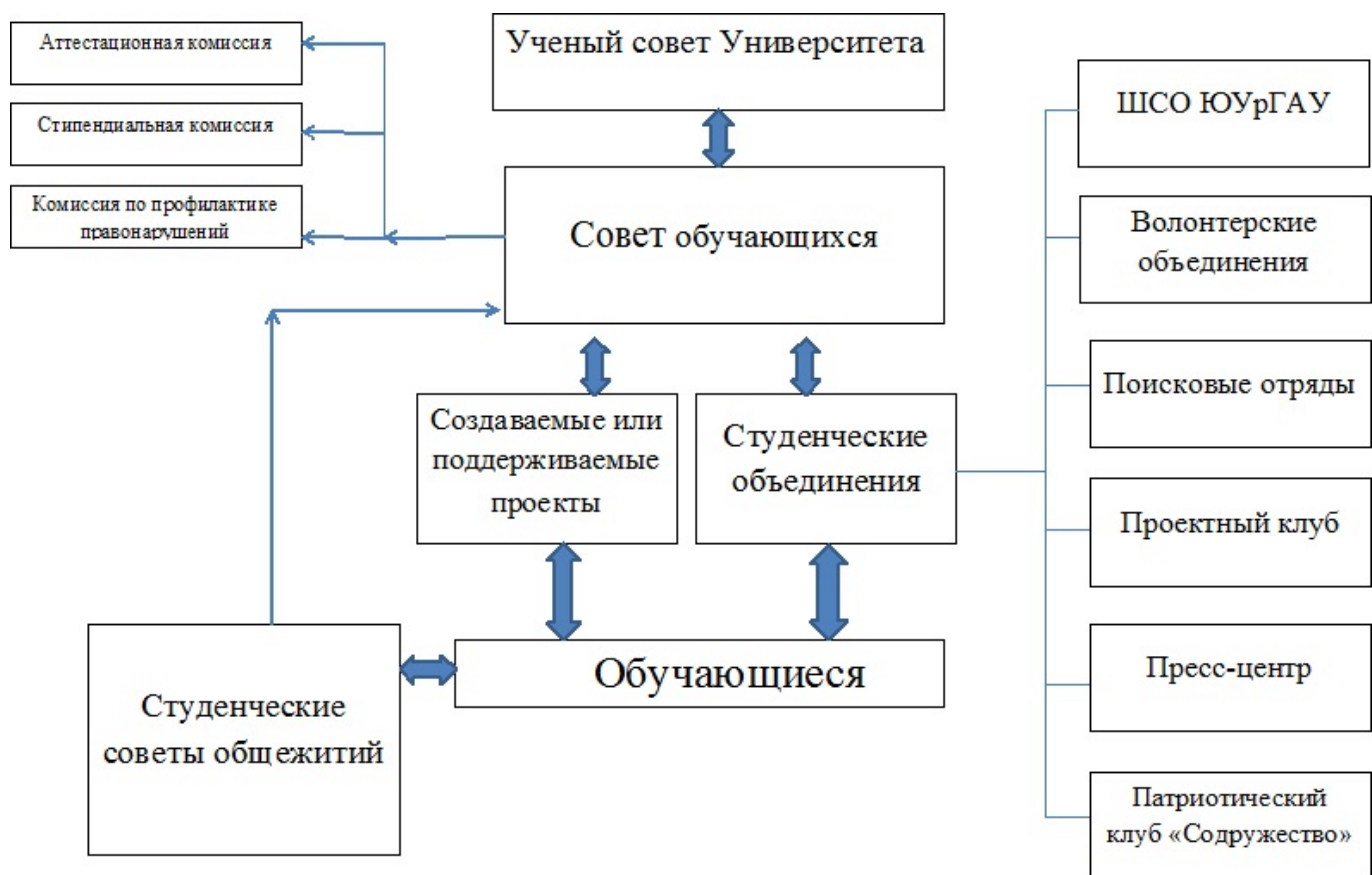 Аттестационная комиссия
Стипендиальная комиссия
Комиссия по профилактике
правонарушений
Ученый совет Университета
Совет обучающихся
Создаваемые или
поддерживаемые
проекты
Студенческие
объединения
Обучающиеся
Студенческие
советы общежитий
ШСО ЮУрГАУ
Волонтерские
объединения
Поисковые отряды
Проектный клуб
Пресс-центр
Патриотический
клуб «Содружество»